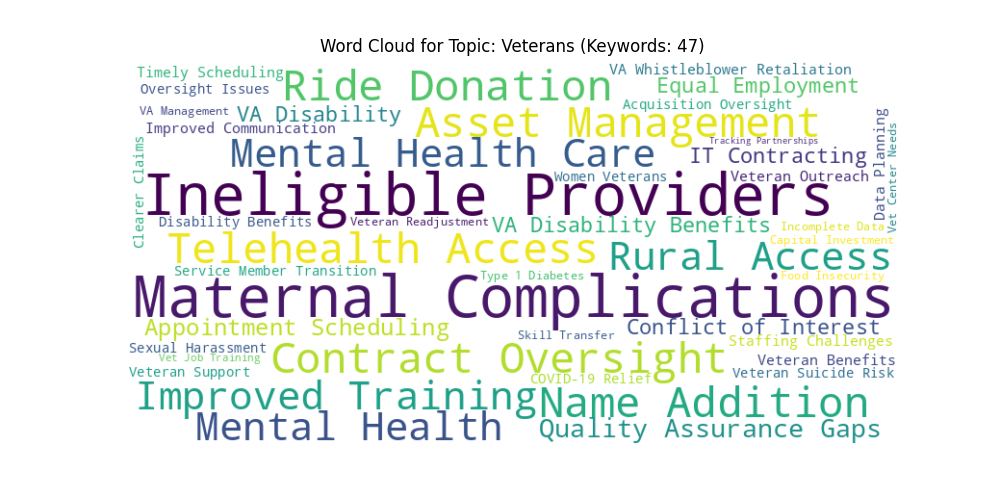 Word Cloud for Topic: Veterans (Keywords: 47)
Timely Scheduling
Ride Donation
VA Whistleblower Retaliation
Oversight Issues
Equal Employment
VA Management
VA Disability
Asset Management
Acquisition Oversight
Improved Communication
Clearer Claims
Mental Health Care
Tracking Partnerships
IT Contracting
Data Planning
Vet Center Needs
Ineligible Providers
Women Veterans
Veteran Outreach
Disability Benefits
Veteran Readjustment
VA Disability Benefits
Incomplete Data
Telehealth Access
Rural Access
Capital Investment
Service Member Transition
Type 1 Diabetes
Food Insecurity
Maternal Complications
Appointment Scheduling
Skill Transfer
Conflict of Interest
Sexual Harassment
Contract Oversight
Staffing Challenges
Vet Job Training
Veteran Benefits
Veteran Support
COVID-19 Relief
Veteran Suicide Risk
Improved Training
Name Addition
Mental Health
Quality Assurance Gaps